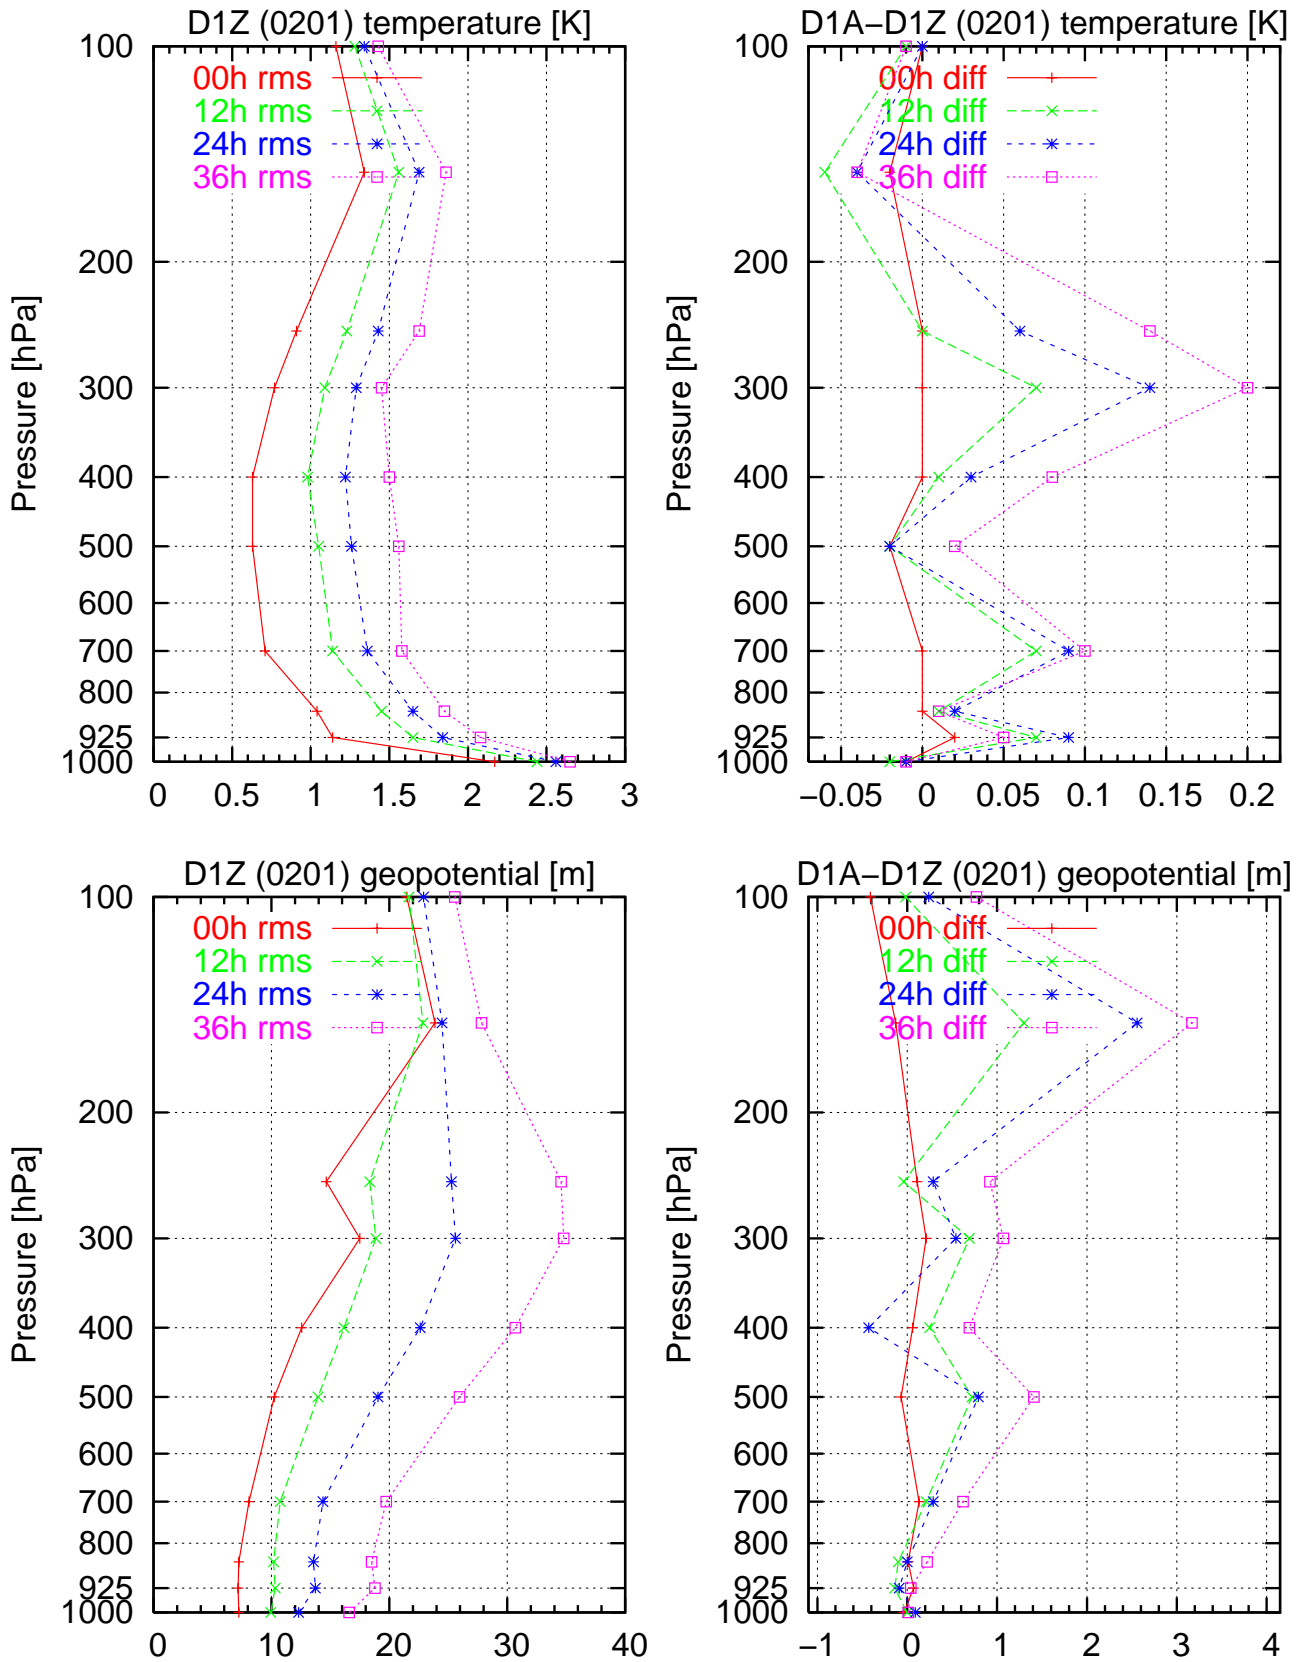 D1Z (0201) temperature [K]
100
200
300
400
500
600
700
800
925
1000
Pressure [hPa]
00h rms
12h rms
24h rms
36h rms
0 0.5 1 1.5 2 2.5 3
D1A−D1Z (0201) temperature [K]
100
200
300
400
500
600
700
800
925
1000
Pressure [hPa]
00h diff
12h diff
24h diff
36h diff
−0.05 0 0.05 0.1 0.15 0.2
D1Z (0201) geopotential [m]
100
200
300
400
500
600
700
800
925
1000
Pressure [hPa]
00h rms
12h rms
24h rms
36h rms
0 10 20 30 40
D1A−D1Z (0201) geopotential [m]
100
200
300
400
500
600
700
800
925
1000
Pressure [hPa]
00h diff
12h diff
24h diff
36h diff
−1 0 1 2 3 4